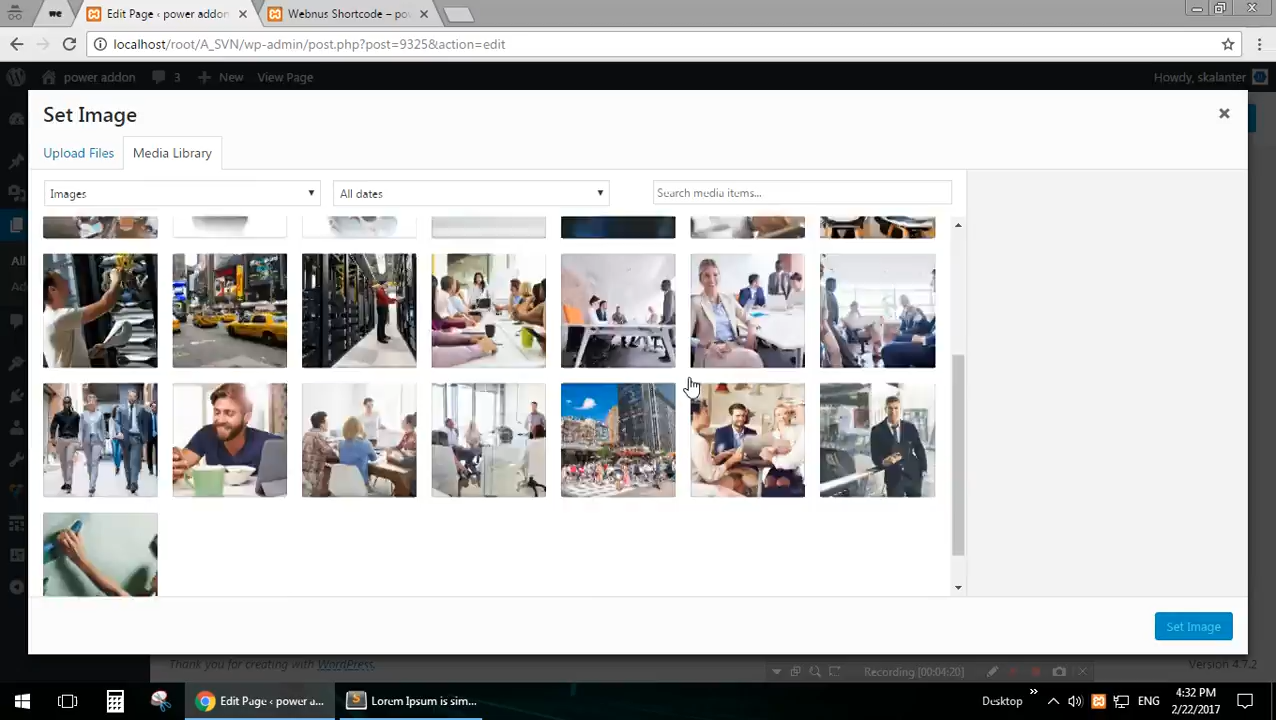 we
Edit Page ‹ power addon
Webnus Shortcode – po
localhost/root/A_SVN/wp-admin/post.php?post=9325&action=edit
power addon
3
New
View Page
Howdy, skalanter
Set Image
Upload Files
Media Library
Images
All dates
Search media items...
All
Set Image
Thank you for creating with WordPress.
Version 4.7.2
Recording [00:04:20]
Edit Page ‹ power a...
Lorem Ipsum is sim...
Desktop
ENG
4:32 PM
2/22/2017